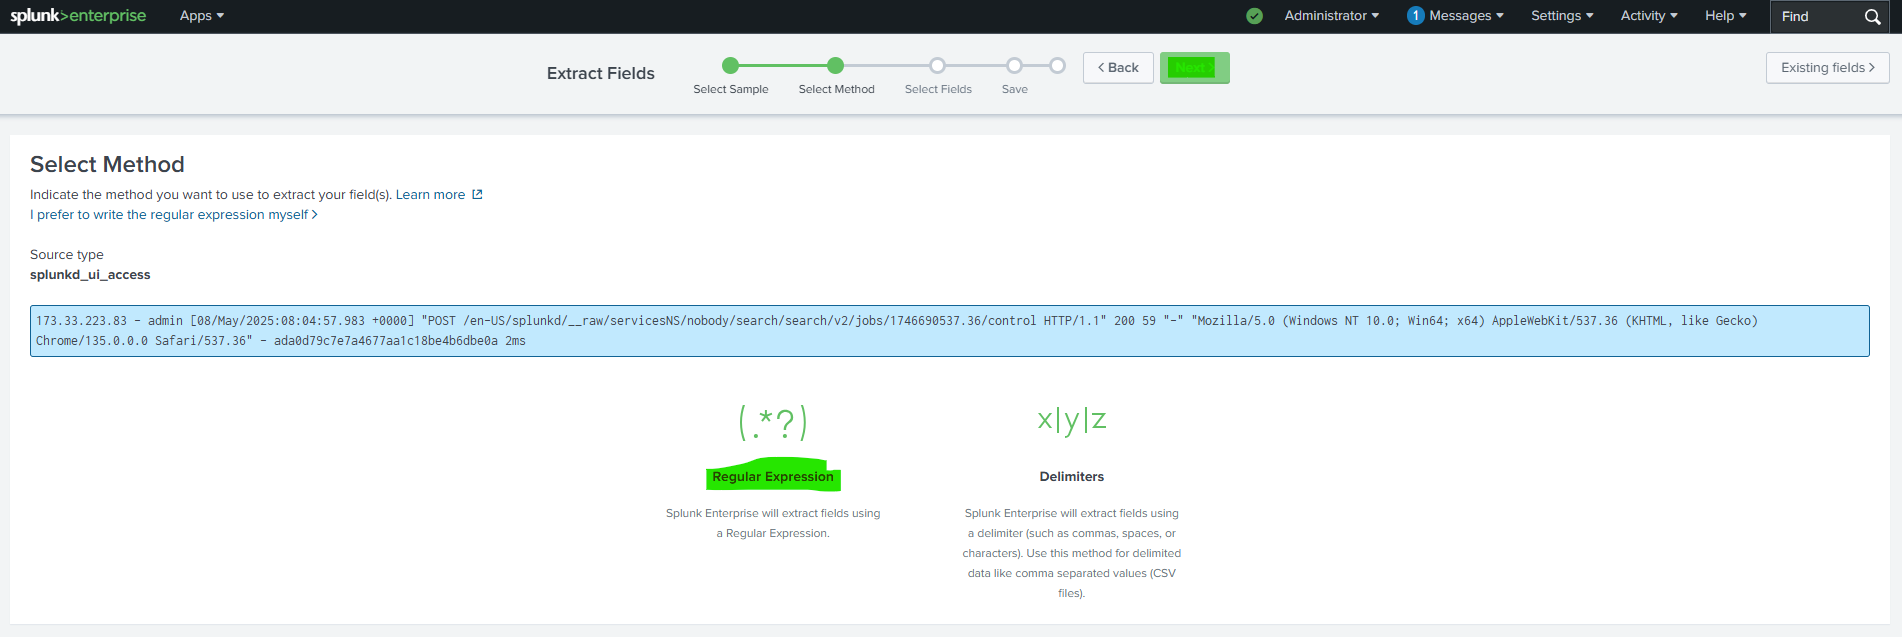 splunk>enterprise Apps Administrator 1 Messages Settings Activity Help Find
Extract Fields
Select Sample Select Method Select Fields Save
< Back
Next >
Existing fields >
Select Method
Indicate the method you want to use to extract your field(s). Learn more
I prefer to write the regular expression myself >
Source type
splunkd_ui_access
173.33.223.83 - admin [08/May/2025:08:04:57.983 +0000] "POST /en-US/splunkd/__raw/servicesNS/nobody/search/search/v2/jobs/1746690537.36/control HTTP/1.1" 200 59 "-" "Mozilla/5.0 (Windows NT 10.0; Win64; x64) AppleWebKit/537.36 (KHTML, like Gecko)
Chrome/135.0.0.0 Safari/537.36" - ada0d79c7e7a4677aa1c18be4b6dbe0a 2ms
(.*?)
Regular Expression
Splunk Enterprise will extract fields using
a Regular Expression.
x|y|z
Delimiters
Splunk Enterprise will extract fields using
a delimiter (such as commas, spaces, or
characters). Use this method for delimited
data like comma separated values (CSV
files).